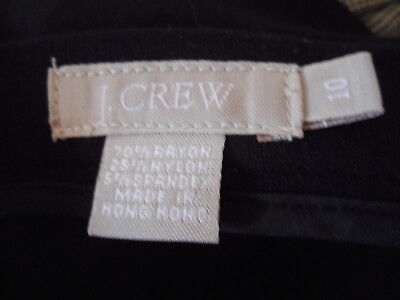 J. CREW
10
70% RAYON
25% NYLON
5% SPANDEX
MADE IN
HONG KONG